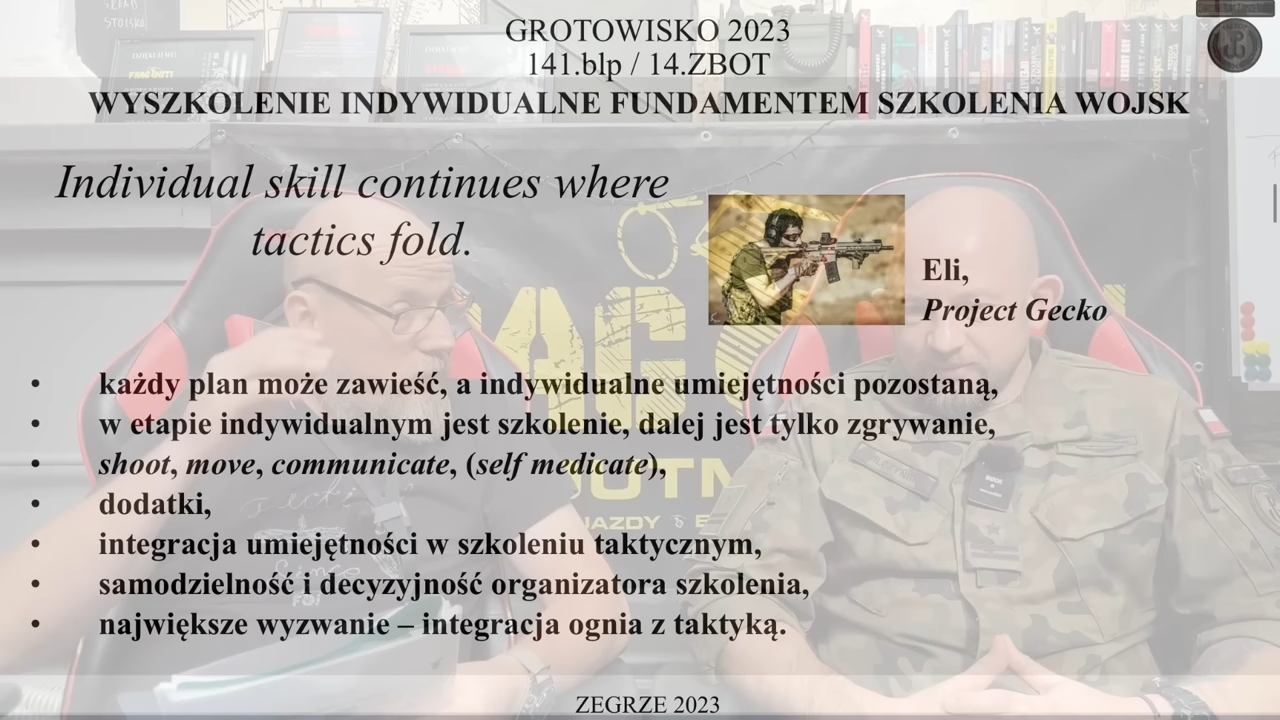 GROTOWISKO 2023
141.blp / 14.ZBOT
WYSZKOLENIE INDYWIDUALNE FUNDAMENTEM SZKOLENIA WOJSK
Individual skill continues where
tactics fold.
Eli,
Project Gecko
• każdy plan może zawieść, a indywidualne umiejętności pozostaną,
• w etapie indywidualnym jest szkolenie, dalej jest tylko zgrywanie,
• shoot, move, communicate, (self medicate),
• dodatki,
• integracja umiejętności w szkoleniu taktycznym,
• samodzielność i decyzyjność organizatora szkolenia,
• największe wyzwanie – integracja ognia z taktyką.
ZEGRZE 2023